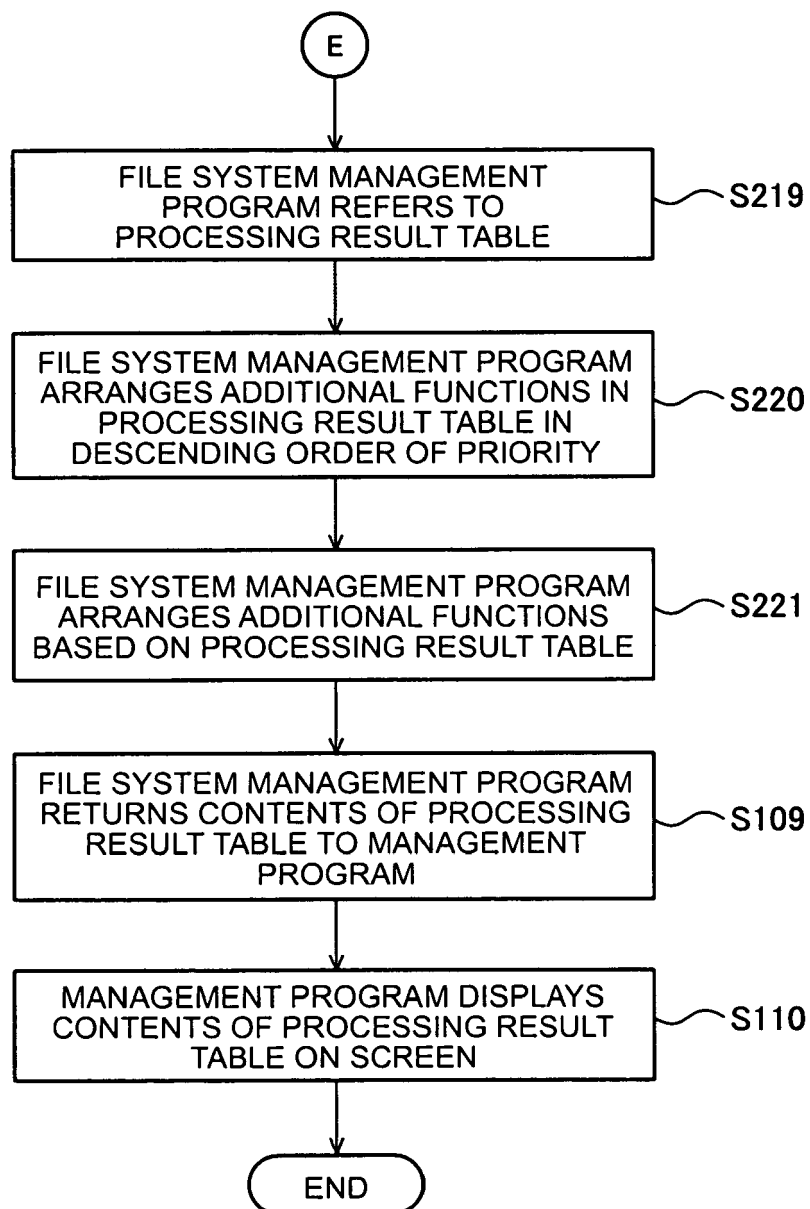 E
FILE SYSTEM MANAGEMENT
PROGRAM REFERS TO
PROCESSING RESULT TABLE
S219
FILE SYSTEM MANAGEMENT PROGRAM
ARRANGES ADDITIONAL FUNCTIONS IN
PROCESSING RESULT TABLE IN
DESCENDING ORDER OF PRIORITY
S220
FILE SYSTEM MANAGEMENT PROGRAM
ARRANGES ADDITIONAL FUNCTIONS
BASED ON PROCESSING RESULT TABLE
S221
FILE SYSTEM MANAGEMENT PROGRAM
RETURNS CONTENTS OF PROCESSING
RESULT TABLE TO MANAGEMENT
PROGRAM
S109
MANAGEMENT PROGRAM DISPLAYS
CONTENTS OF PROCESSING RESULT
TABLE ON SCREEN
S110
END